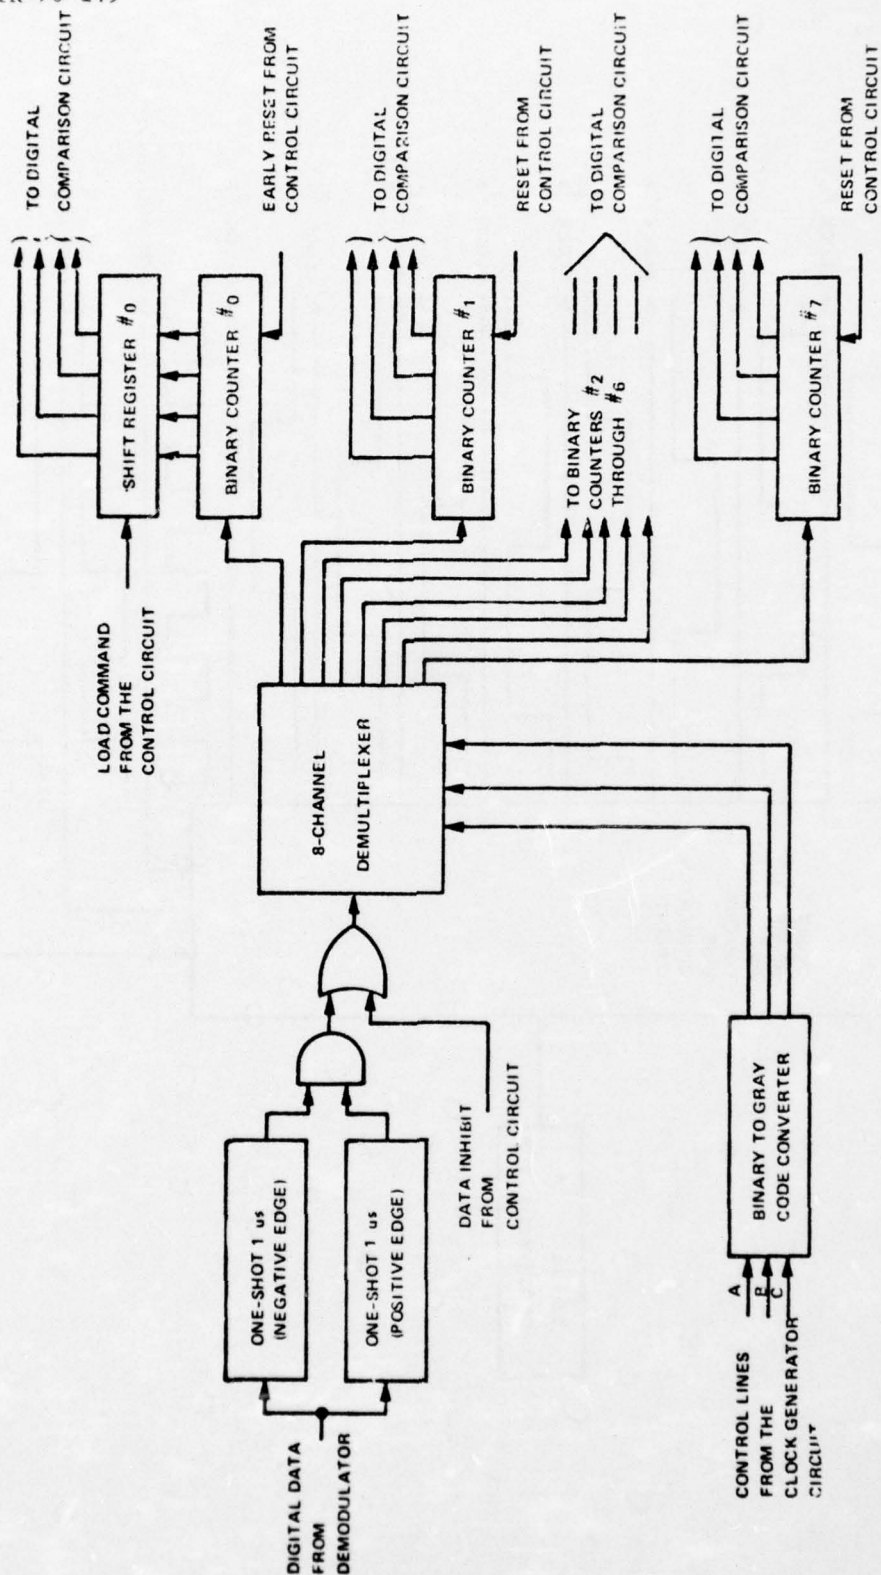 DIGITAL DATA
FROM
DEMODULATOR
ONE-SHOT 1 us
(NEGATIVE EDGE)
ONE-SHOT 1 us
(POSITIVE EDGE)
DATA INHIBIT
FROM
CONTROL CIRCUIT
CONTROL LINES
FROM THE
CLOCK GENERATOR
CIRCUIT
A
B
C
BINARY TO GRAY
CODE CONVERTER
8-CHANNEL
DEMULTIPLEXER
LOAD COMMAND
FROM THE
CONTROL CIRCUIT
SHIFT REGISTER #0
BINARY COUNTER #0
TO DIGITAL
COMPARISON CIRCUIT
EARLY RESET FROM
CONTROL CIRCUIT
BINARY COUNTER #1
TO DIGITAL
COMPARISON CIRCUIT
RESET FROM
CONTROL CIRCUIT
TO BINARY
COUNTERS #2
THROUGH #6
TO DIGITAL
COMPARISON CIRCUIT
BINARY COUNTER #7
TO DIGITAL
COMPARISON CIRCUIT
RESET FROM
CONTROL CIRCUIT